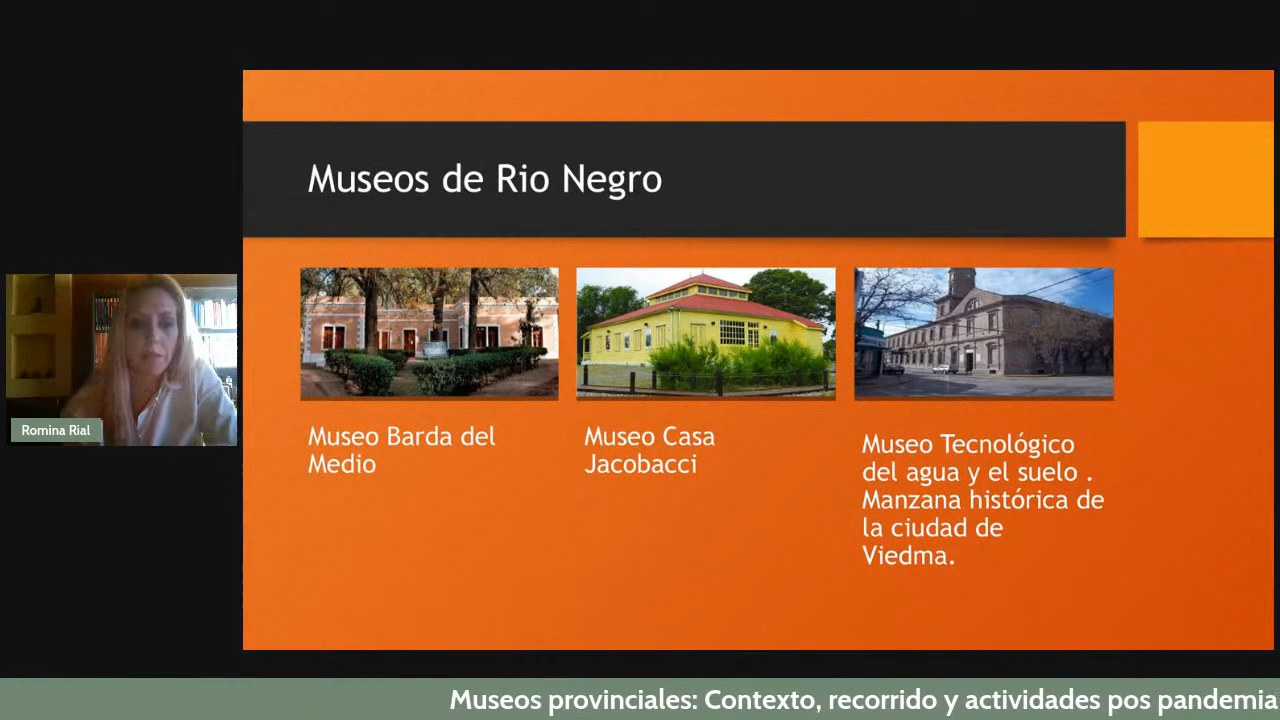 Museos de Rio Negro
Museo Barda del
Medio
Museo Casa
Jacobacci
Museo Tecnológico
del agua y el suelo .
Manzana histórica de
la ciudad de
Viedma.
Romina Rial
Museos provinciales: Contexto, recorrido y actividades pos pandemia